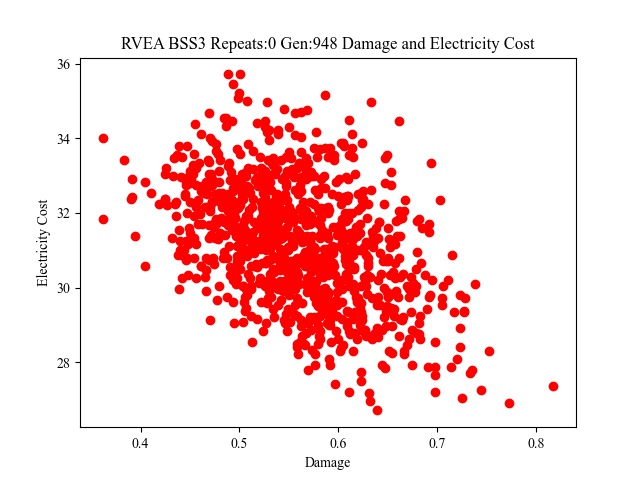 RVEA BSS3 Repeats:0 Gen:948 Damage and Electricity Cost
36
34
32
30
28
Electricity Cost
0.4 0.5 0.6 0.7 0.8
Damage